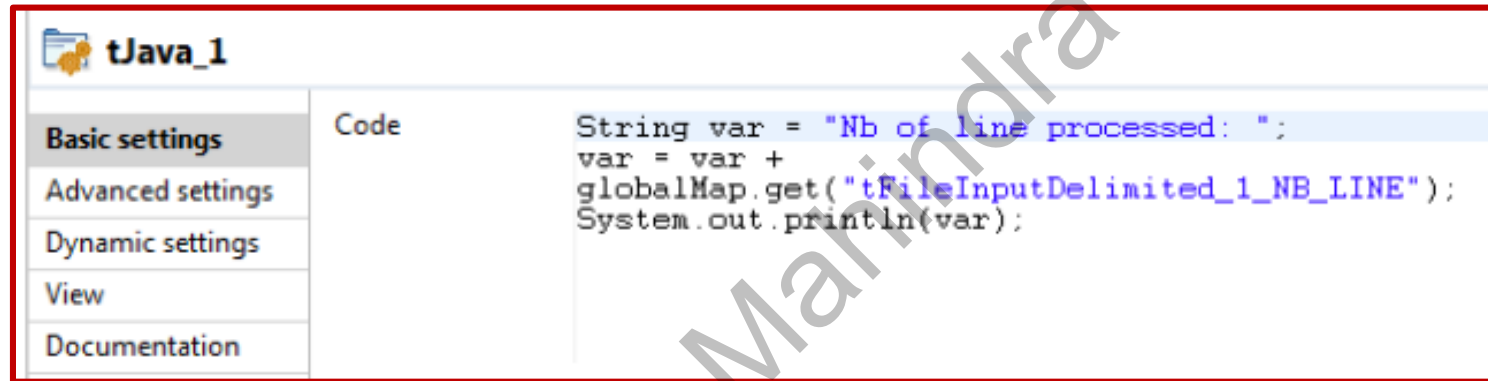 tJava_1
Basic settings
Advanced settings
Dynamic settings
View
Documentation
Code
String var = "Nb of line processed: ";
var = var +
globalMap.get("tFileInputDelimited_1_NB_LINE");
System.out.println(var);
Mahindra